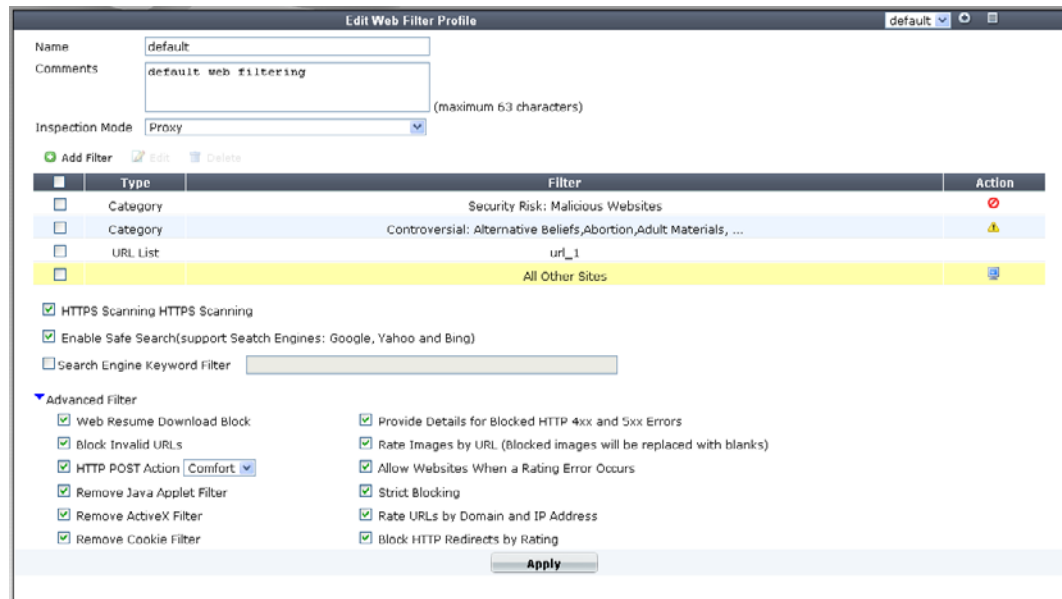 Edit Web Filter Profile default
Name default
Comments default web filtering
(maximum 63 characters)
Inspection Mode Proxy
Add Filter Edit Delete
Type Filter Action
Category Security Risk: Malicious Websites
Category Controversial: Alternative Beliefs,Abortion,Adult Materials, ...
URL List url_1
All Other Sites
HTTPS Scanning HTTPS Scanning
Enable Safe Search(support Seatch Engines: Google, Yahoo and Bing)
Search Engine Keyword Filter
Advanced Filter
Web Resume Download Block Provide Details for Blocked HTTP 4xx and 5xx Errors
Block Invalid URLs Rate Images by URL (Blocked images will be replaced with blanks)
HTTP POST Action Comfort Allow Websites When a Rating Error Occurs
Remove Java Applet Filter Strict Blocking
Remove ActiveX Filter Rate URLs by Domain and IP Address
Remove Cookie Filter Block HTTP Redirects by Rating
Apply